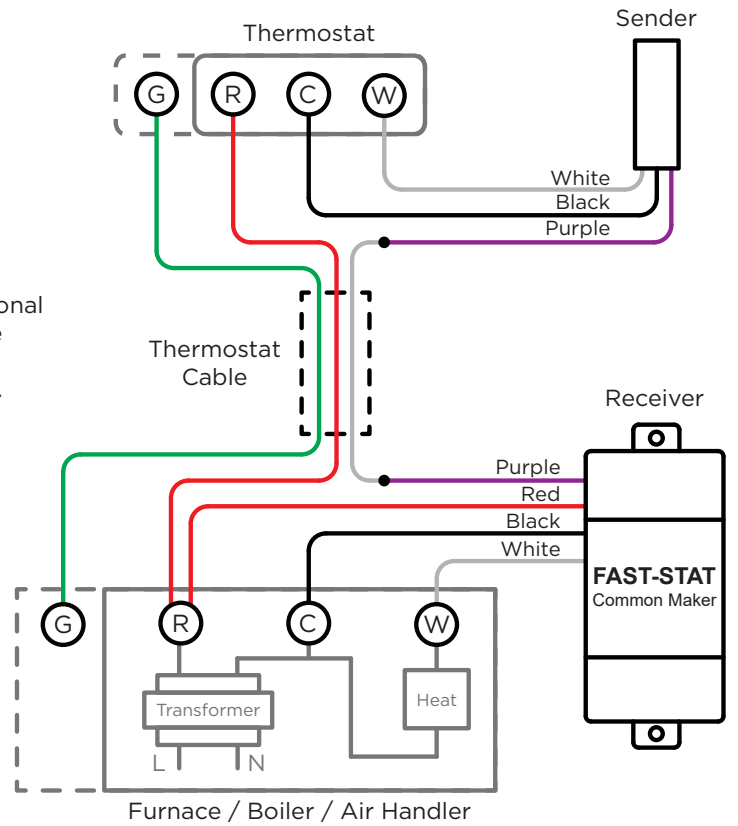 Sender
Thermostat
G R C W
White
Black
Purple
Thermostat
Cable
Receiver
Purple
Red
Black
White
FAST-STAT
Common Maker
G R C W
Transformer
Heat
L N
Furnace / Boiler / Air Handler